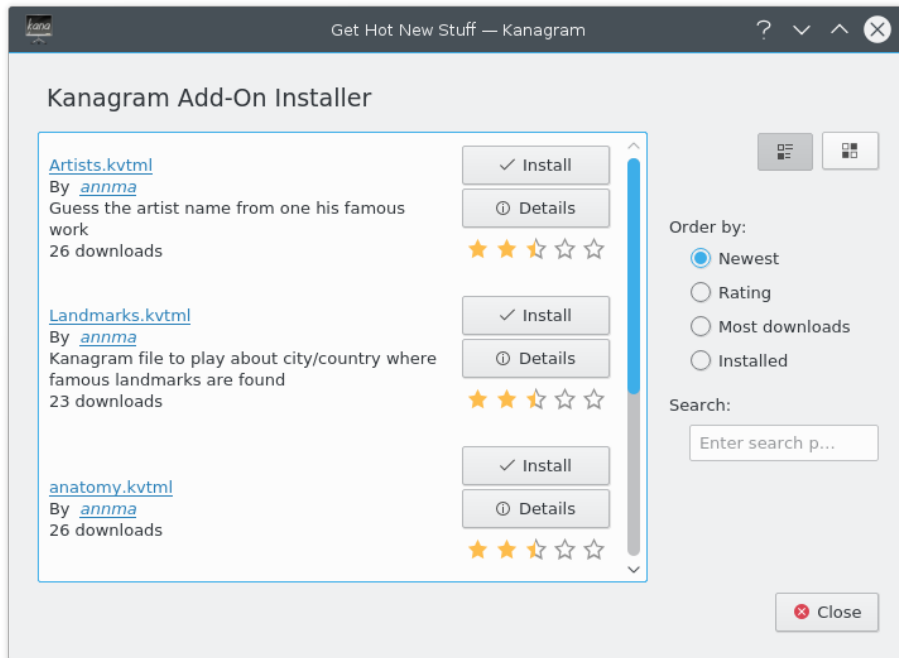 kana
Get Hot New Stuff — Kanagram
Kanagram Add-On Installer
Artists.kvtml
By annma
Guess the artist name from one his famous
work
26 downloads
Install
Details
Landmarks.kvtml
By annma
Kanagram file to play about city/country where
famous landmarks are found
23 downloads
Install
Details
anatomy.kvtml
By annma
26 downloads
Install
Details
Order by:
Newest
Rating
Most downloads
Installed
Search:
Enter search p...
Close